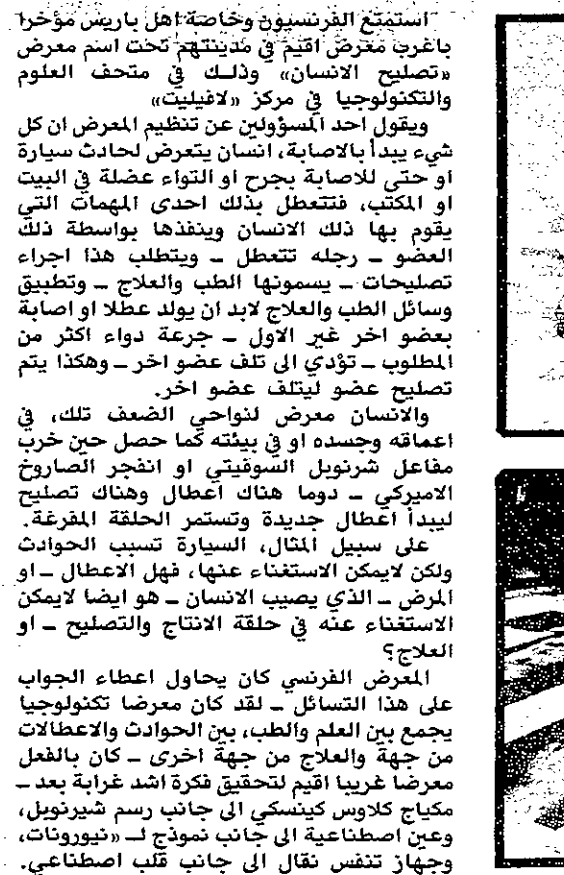 استمتع الفرنسيون وخاصة اهل باريس مؤخرا
باغرب معرض اقيم في مدينتهم تحت اسم معرض
«تصليح الانسان» وذلك في متحف العلوم
والتكنولوجيا في مركز «لافيليت»
ويقول احد المسؤولين عن تنظيم المعرض ان كل
شيء يبدأ بالاصابة، انسان يتعرض لحادث سيارة
او حتى للاصابة بجرح او التواء عضلة في البيت
او المكتب، فتتعطل بذلك احدى المهمات التي
يقوم بها ذلك الانسان وينفذها بواسطة ذلك
العضو ـ رجله تتعطل ـ ويتطلب هذا اجراء
تصليحات ـ يسمونها الطب والعلاج ـ وتطبيق
وسائل الطب والعلاج لابد ان يولد عطلا او اصابة
بعضو اخر غير الاول ـ جرعة دواء اكثر من
المطلوب ـ تؤدي الى تلف عضو اخر ـ وهكذا يتم
تصليح عضو ليتلف عضو اخر.
والانسان معرض لنواحي الضعف تلك، في
اعماقه وجسده او في بيئته كما حصل حين خرب
مفاعل شرنوبل السوفيتي او انفجر الصاروخ
الاميركي ـ دوما هناك اعطال وهناك تصليح
ليبدأ اعطال جديدة وتستمر الحلقة المفرغة.
على سبيل المثال، السيارة تسبب الحوادث
ولكن لايمكن الاستغناء عنها، فهل الاعطال ـ او
المرض ـ الذي يصيب الانسان ـ هو ايضا لايمكن
الاستغناء عنه في حلقة الانتاج والتصليح ـ او
العلاج؟
المعرض الفرنسي كان يحاول اعطاء الجواب
على هذا التسائل ـ لقد كان معرضا تكنولوجيا
يجمع بين العلم والطب، بين الحوادث والاعطالات
من جهة والعلاج من جهة اخرى ـ كان بالفعل
معرضا غريبا اقيم لتحقيق فكرة اشد غرابة بعد ـ
مكياج كلاوس كينسكي الى جانب رسم شيرنوبل،
وعين اصطناعية الى جانب نموذج لـ «نيورونات،
وجهاز تنفس نقال الى جانب قلب اصطناعي.